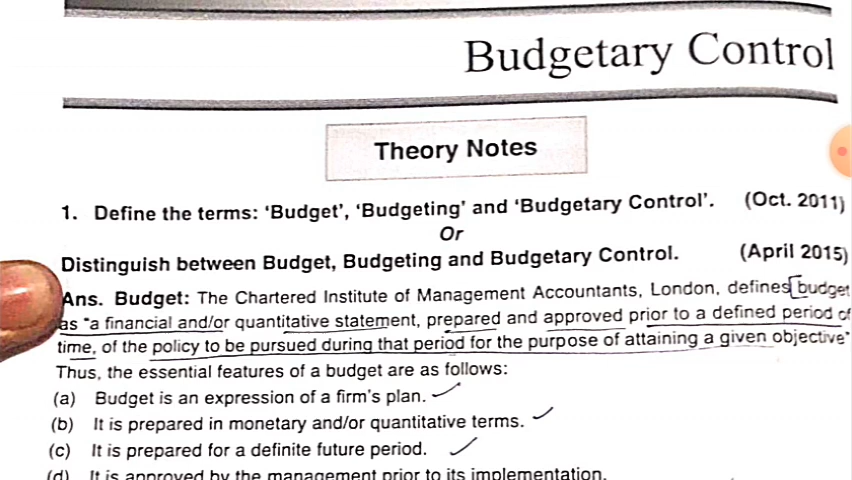 Budgetary Control
Theory Notes
1. Define the terms: 'Budget', 'Budgeting' and 'Budgetary Control'. (Oct. 2011)
Or
Distinguish between Budget, Budgeting and Budgetary Control. (April 2015)
Ans. Budget: The Chartered Institute of Management Accountants, London, defines budget
as "a financial and/or quantitative statement, prepared and approved prior to a defined period of
time, of the policy to be pursued during that period for the purpose of attaining a given objective"
Thus, the essential features of a budget are as follows:
(a) Budget is an expression of a firm's plan.
(b) It is prepared in monetary and/or quantitative terms.
(c) It is prepared for a definite future period.
(d) It is approved by the management prior to its implementation.